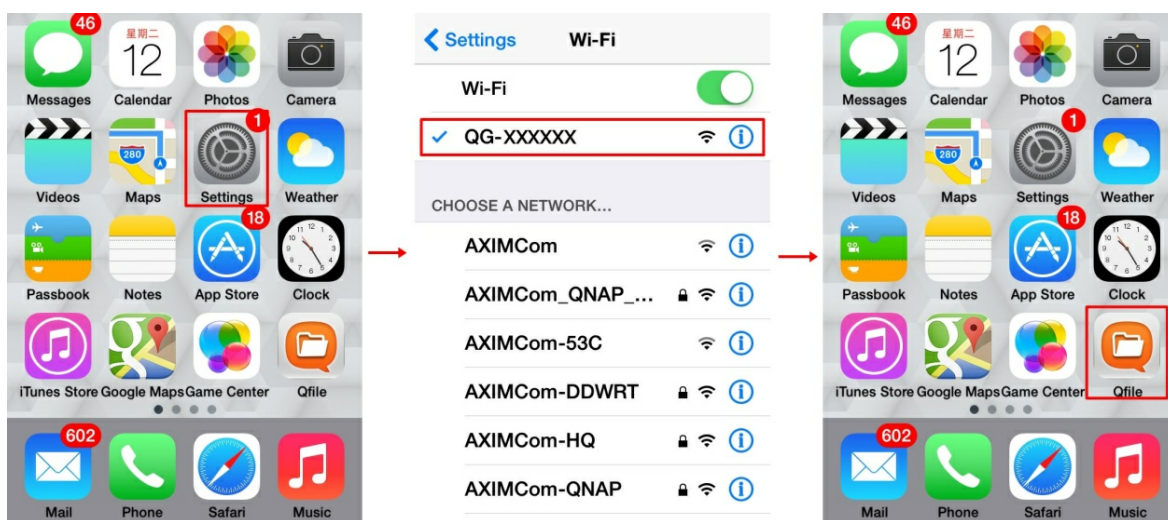 46
星期二
12
Messages Calendar Photos Camera
1
280
Videos Maps Settings Weather
18
Passbook Notes App Store Clock
iTunes Store Google Maps Game Center Qfile
602
Mail Phone Safari Music
Settings Wi-Fi
Wi-Fi
QG-XXXXXX
CHOOSE A NETWORK...
AXIMCom
AXIMCom_QNAP_...
AXIMCom-53C
AXIMCom-DDWRT
AXIMCom-HQ
AXIMCom-QNAP
46
星期二
12
Messages Calendar Photos Camera
1
280
Videos Maps Settings Weather
18
Passbook Notes App Store Clock
iTunes Store Google Maps Game Center Qfile
602
Mail Phone Safari Music